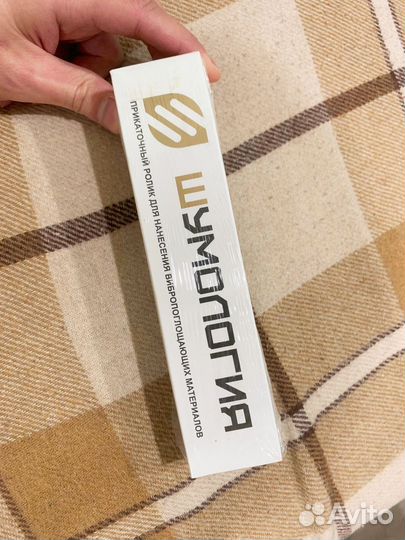 ШУМОЛОГИЯ
ПРИКАТОЧНЫЙ РОЛИК ДЛЯ НАНЕСЕНИЯ ВИБРОПОГЛОЩАЮЩИХ МАТЕРИАЛОВ
Avito